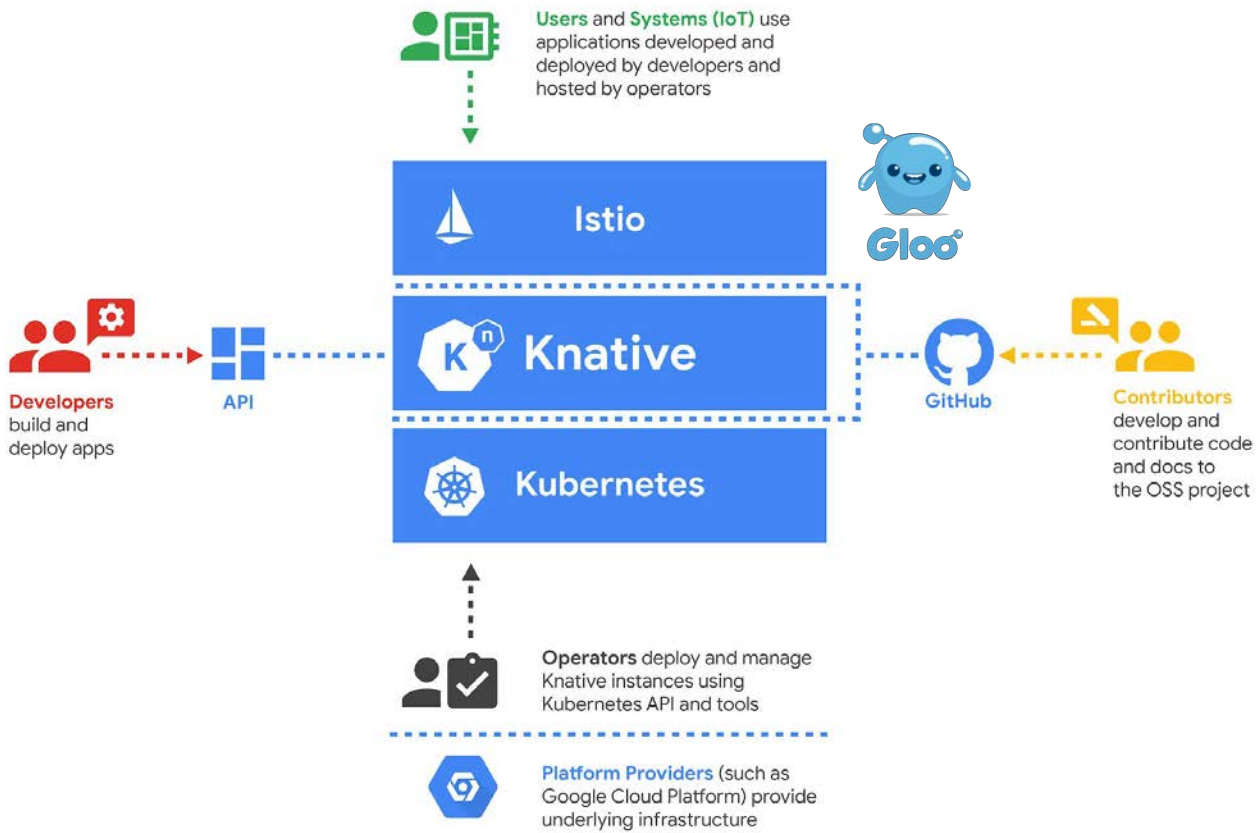 Users and Systems (IoT) use
applications developed and
deployed by developers and
hosted by operators
Istio
Gloo
K n Knative
Developers
build and
deploy apps
API
GitHub
Contributors
develop and
contribute code
and docs to
the OSS project
Kubernetes
Operators deploy and manage
Knative instances using
Kubernetes API and tools
Platform Providers (such as
Google Cloud Platform) provide
underlying infrastructure